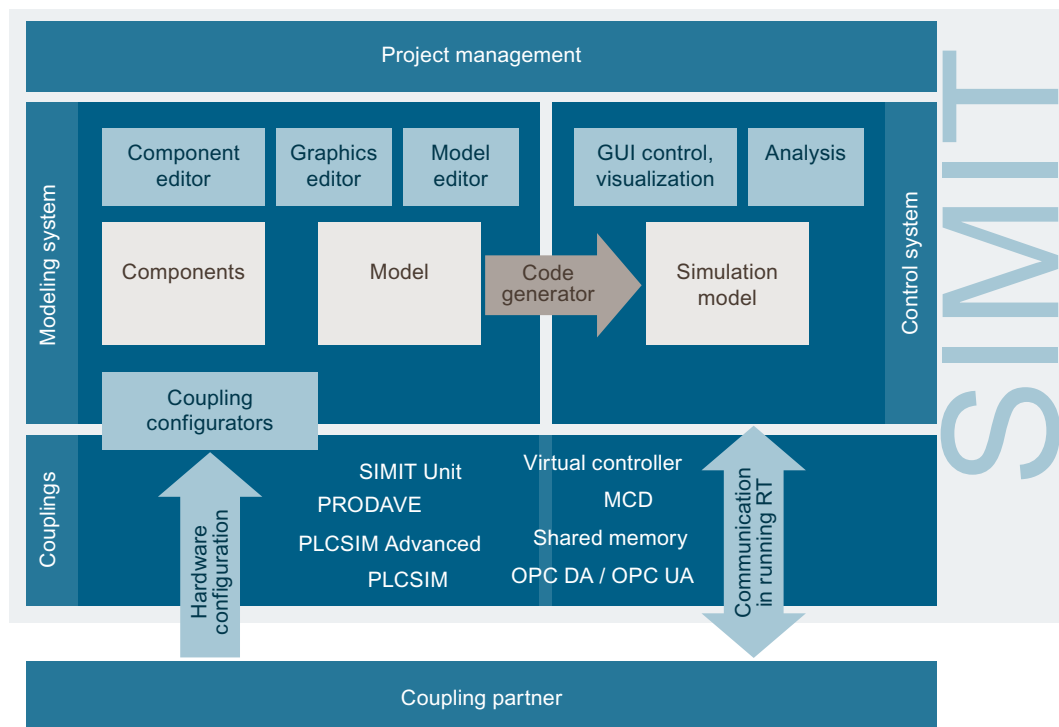 Project management
SIMIT
Modeling system
Component
editor
Graphics
editor
Model
editor
GUI control,
visualization
Analysis
Control system
Components
Model
Code
generator
Simulation
model
Coupling
configurators
Couplings
Hardware
configuration
SIMIT Unit
PRODAVE
PLCSIM Advanced
PLCSIM
Virtual controller
MCD
Shared memory
OPC DA / OPC UA
Communication
in running RT
Coupling partner